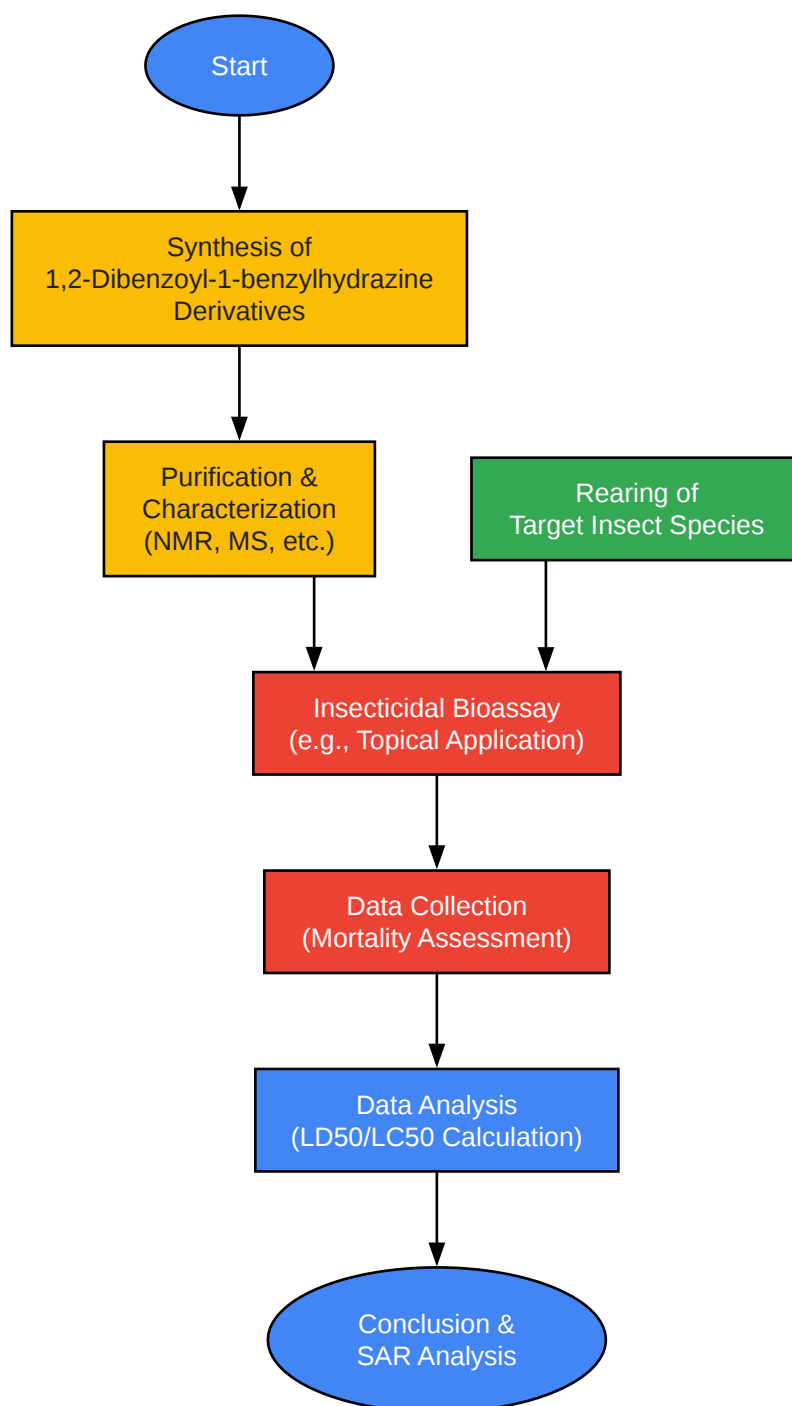 Start
Synthesis of
1,2-Dibenzoyl-1-benzylhydrazine
Derivatives
Purification &
Characterization
(NMR, MS, etc.)
Rearing of
Target Insect Species
Insecticidal Bioassay
(e.g., Topical Application)
Data Collection
(Mortality Assessment)
Data Analysis
(LD50/LC50 Calculation)
Conclusion &
SAR Analysis